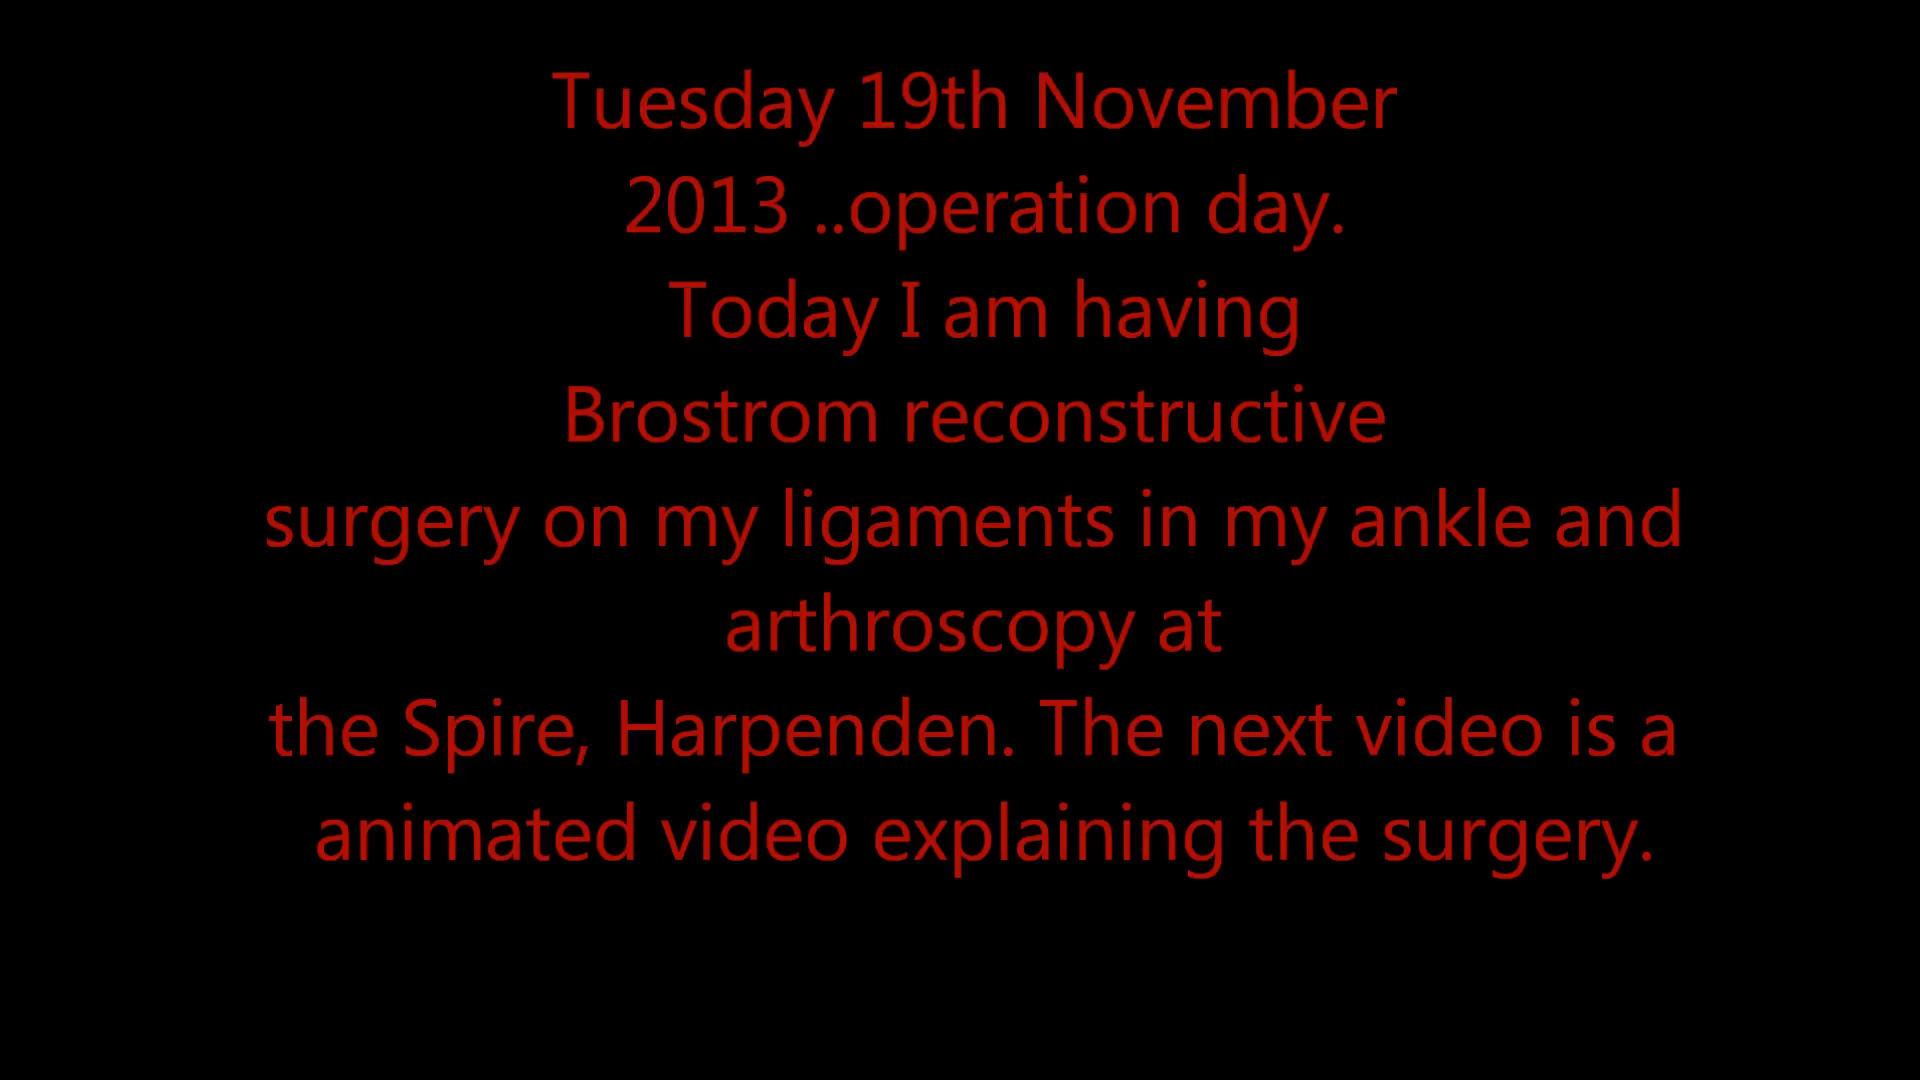 Tuesday 19th November
2013 ..operation day.
Today I am having
Brostrom reconstructive
surgery on my ligaments in my ankle and
arthroscopy at
the Spire, Harpenden. The next video is a
animated video explaining the surgery.